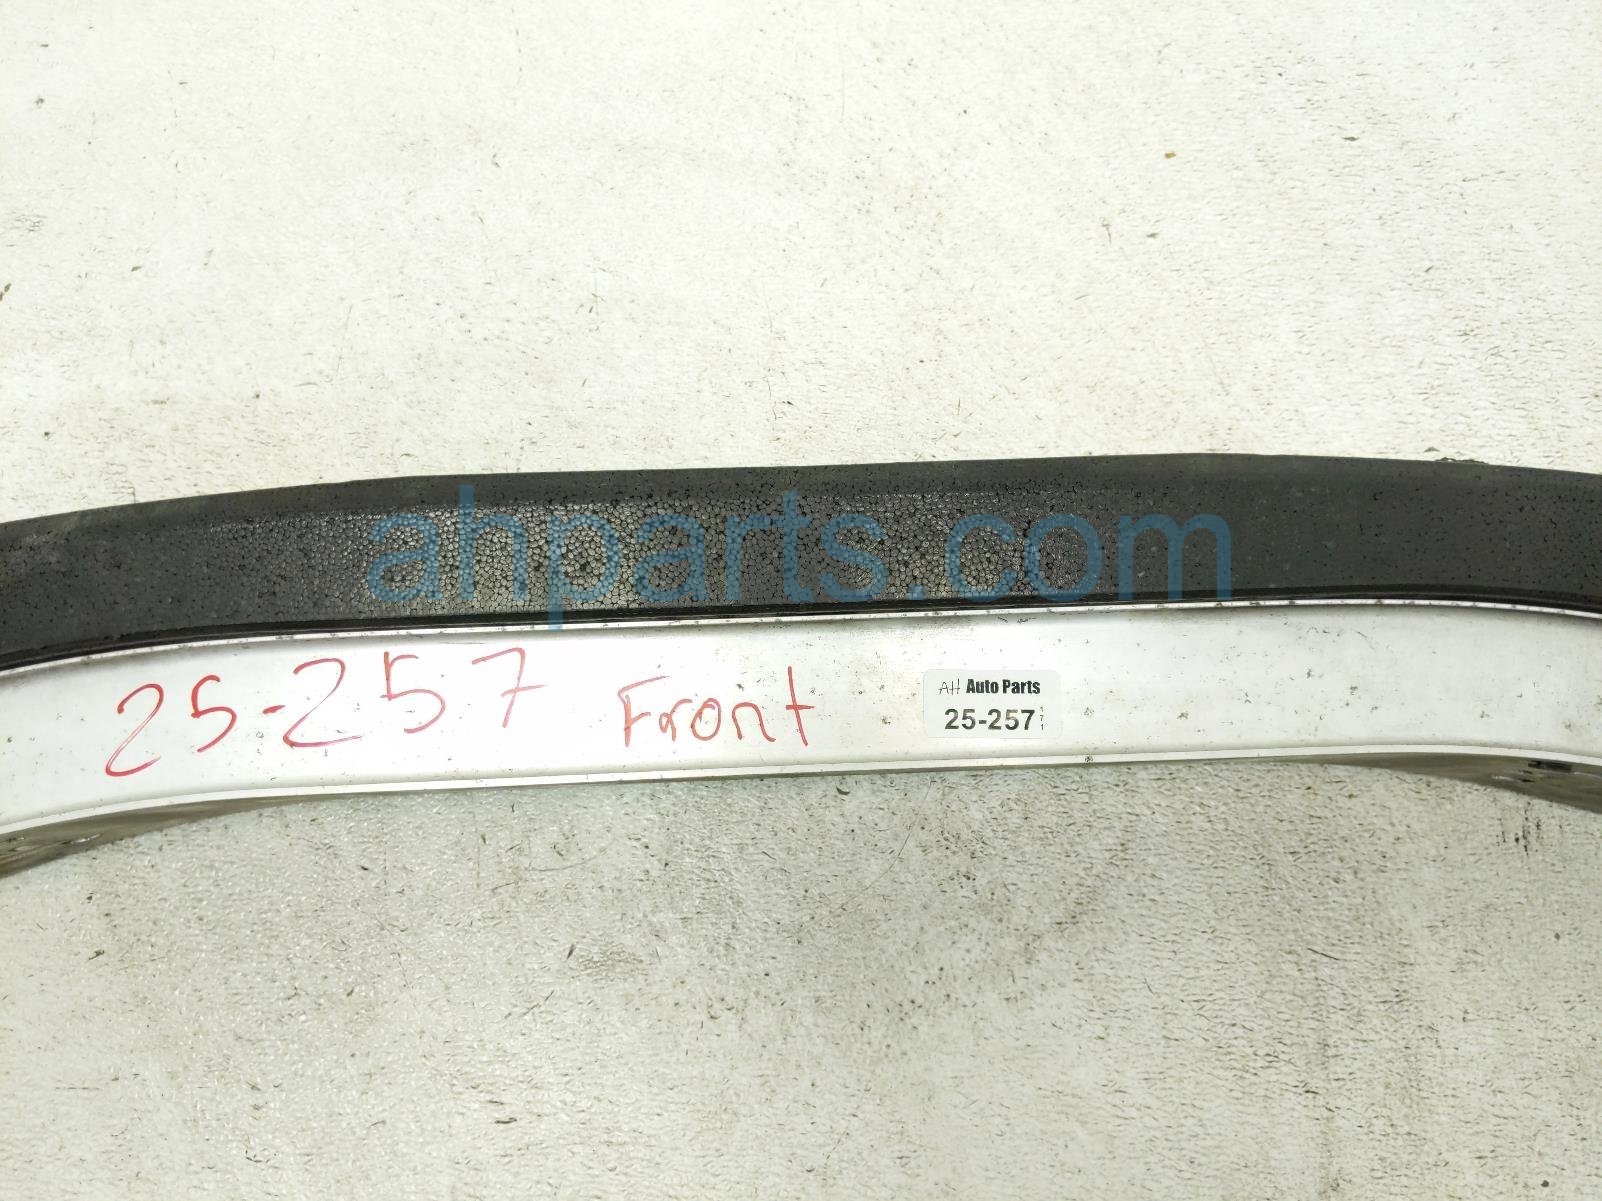 ahparts.com
25-257 Front
AH Auto Parts
25-257